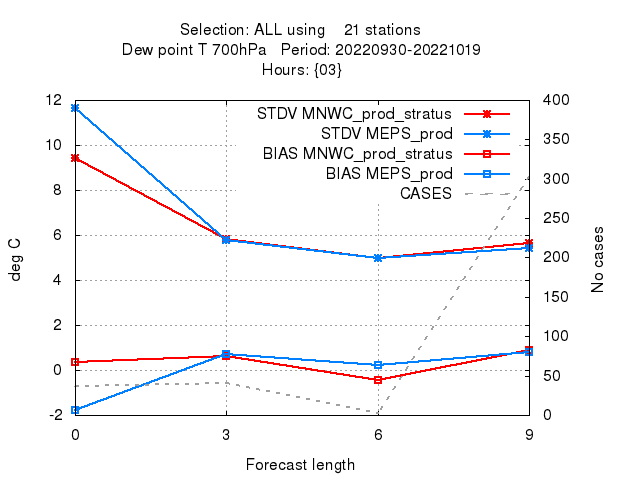 Selection: ALL using 21 stations
Dew point T 700hPa Period: 20220930-20221019
Hours: {03}
12
10
8
6
4
2
0
-2
400
350
300
250
200
150
100
50
0
STDV MNWC_prod_stratus
STDV MEPS_prod
BIAS MNWC_prod_stratus
BIAS MEPS_prod
CASES
deg C
No cases
0 3 6 9
Forecast length